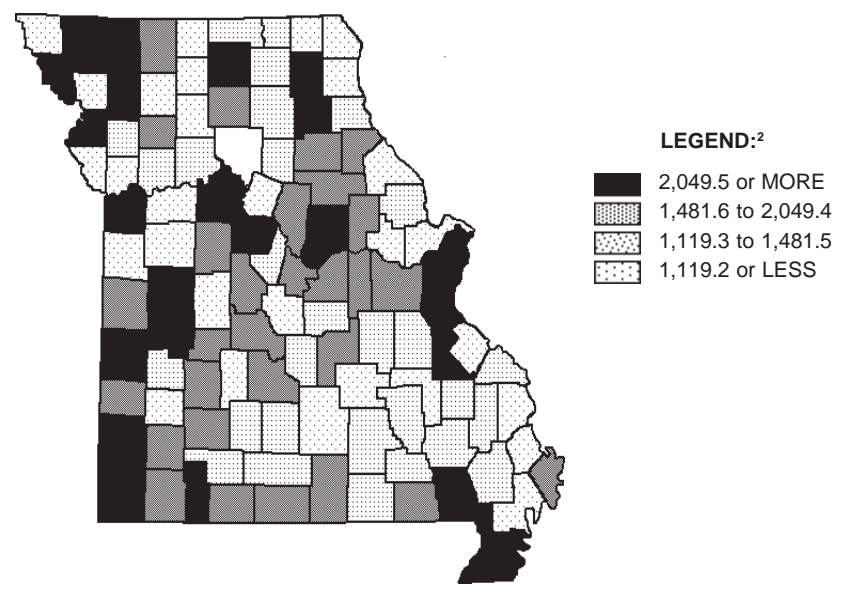 LEGEND:²
2,049.5 or MORE
1,481.6 to 2,049.4
1,119.3 to 1,481.5
1,119.2 or LESS